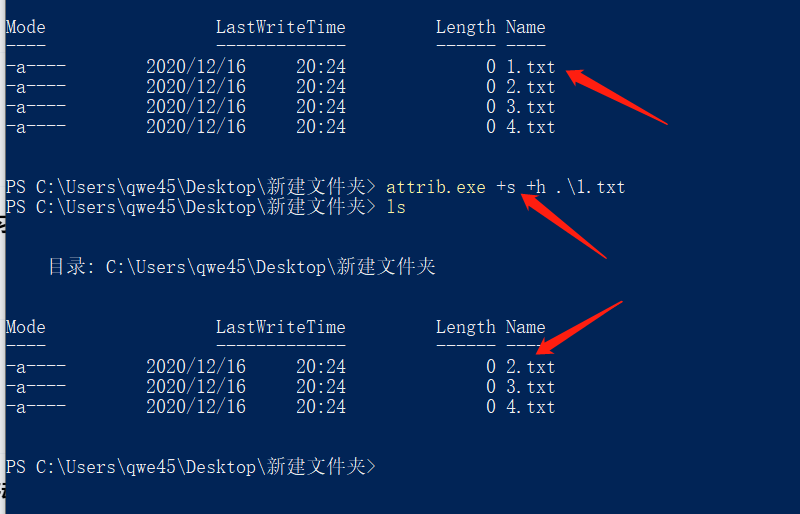 Mode LastWriteTime Length Name
---- ------------- ------ ----
-a---- 2020/12/16 20:24 0 1.txt
-a---- 2020/12/16 20:24 0 2.txt
-a---- 2020/12/16 20:24 0 3.txt
-a---- 2020/12/16 20:24 0 4.txt
PS C:\Users\qwe45\Desktop\新建文件夹> attrib.exe +s +h .\1.txt
PS C:\Users\qwe45\Desktop\新建文件夹> ls
目录: C:\Users\qwe45\Desktop\新建文件夹
Mode LastWriteTime Length Name
---- ------------- ------ ----
-a---- 2020/12/16 20:24 0 2.txt
-a---- 2020/12/16 20:24 0 3.txt
-a---- 2020/12/16 20:24 0 4.txt
PS C:\Users\qwe45\Desktop\新建文件夹>